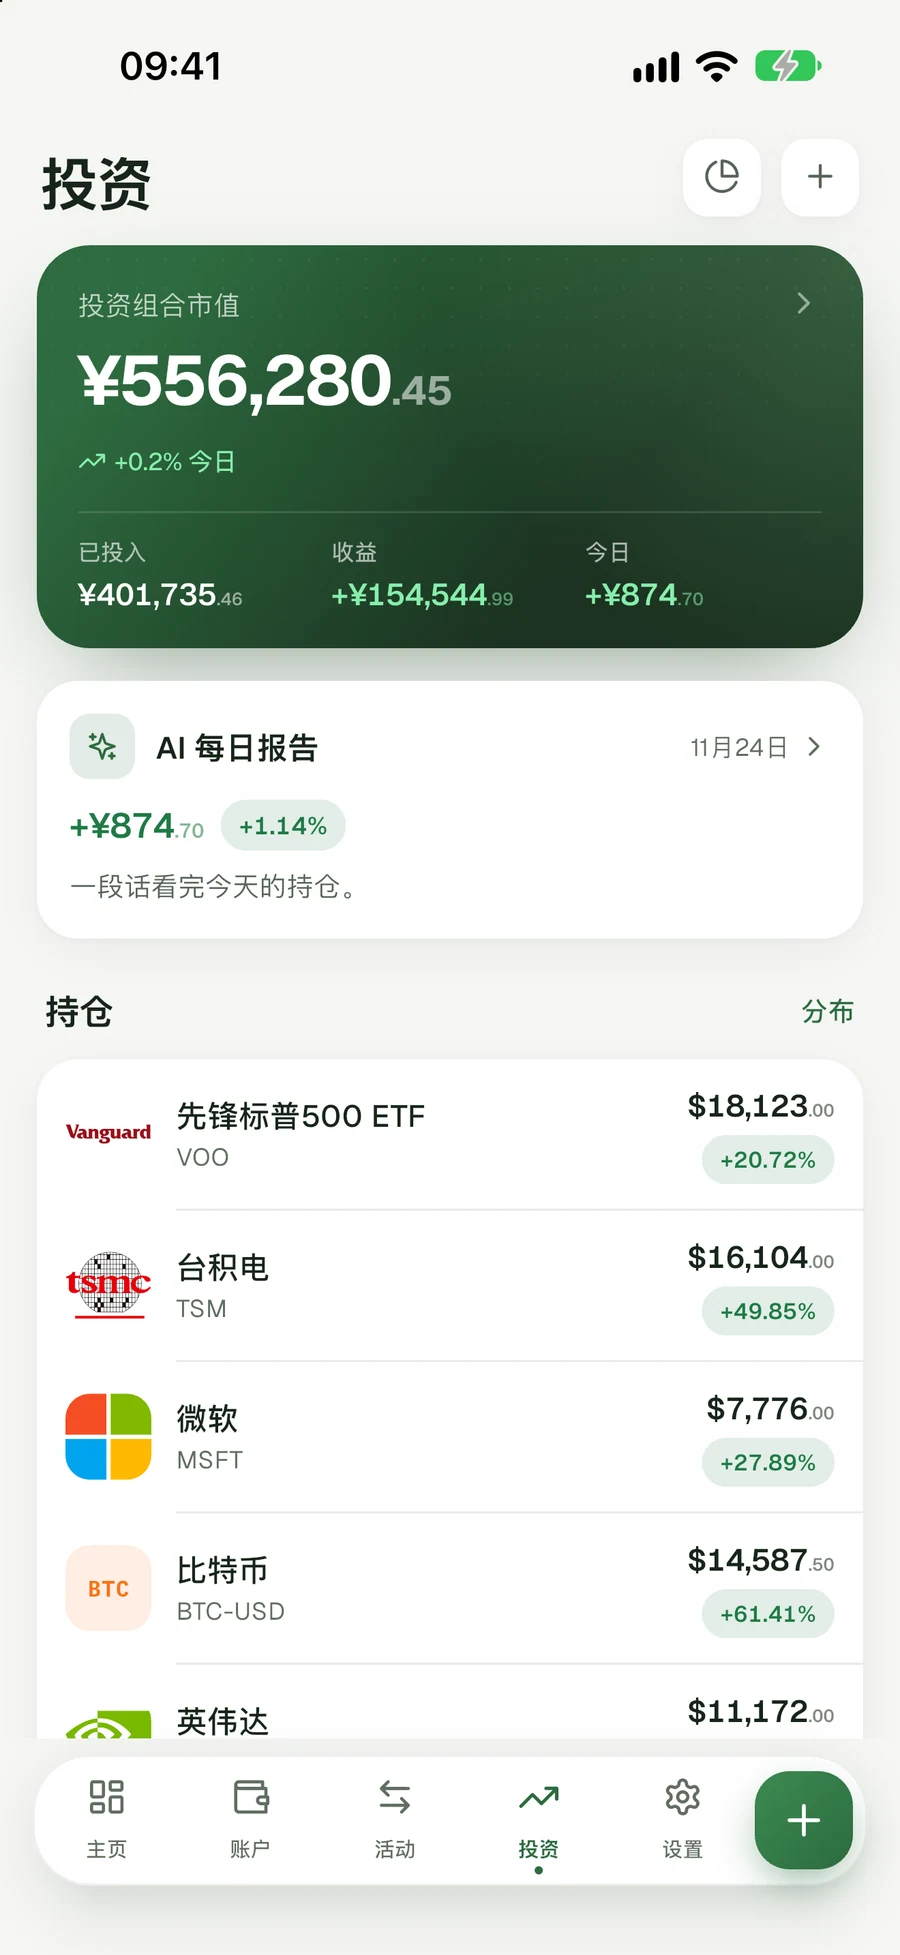 09:41
投资
投资组合市值
¥556,280.45
+0.2% 今日
已投入 收益 今日
¥401,735.46 +¥154,544.99 +¥874.70
AI 每日报告 11月24日
+¥874.70 +1.14%
一段话看完今天的持仓。
持仓 分布
Vanguard 先锋标普500 ETF $18,123.00
VOO +20.72%
tsmc 台积电 $16,104.00
TSM +49.85%
微软 $7,776.00
MSFT +27.89%
BTC 比特币 $14,587.50
BTC-USD +61.41%
英伟达 $11,172.00
主页 账户 活动 投资 设置